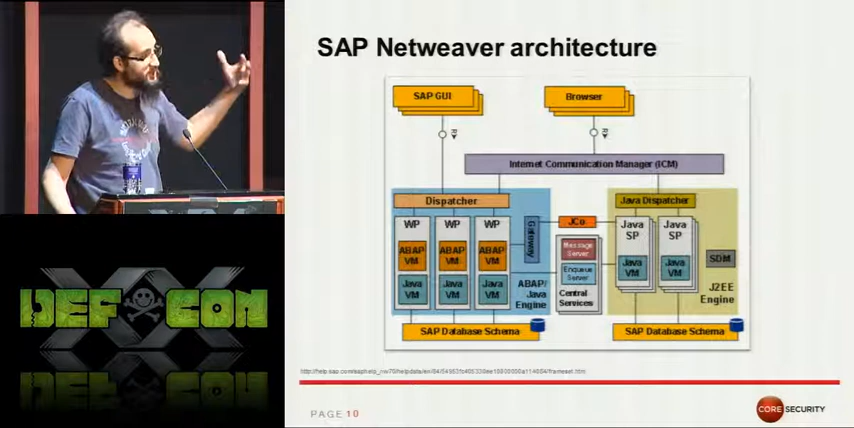 SAP Netweaver architecture
SAP GUI
Browser
Internet Communication Manager (ICM)
Dispatcher
Java Dispatcher
WP
WP
WP
Gateway
JCo
Java
SP
Java
SP
ABAP
VM
ABAP
VM
ABAP
VM
Message
Server
Enqueue
Server
Central
Services
Java
VM
Java
VM
Java
VM
Java
VM
Java
VM
SDM
ABAP/
Java
Engine
J2EE
Engine
SAP Database Schema
SAP Database Schema
PAGE 10
CORE SECURITY
DEF CON
XX